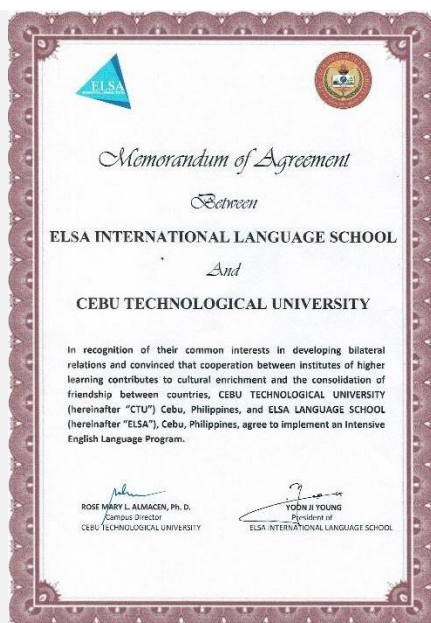 ELSA
Memorandum of Agreement
Between
ELSA INTERNATIONAL LANGUAGE SCHOOL
And
CEBU TECHNOLOGICAL UNIVERSITY
In recognition of their common interests in developing bilateral
relations and convinced that cooperation between institutes of higher
learning contributes to cultural enrichment and the consolidation of
friendship between countries, CEBU TECHNOLOGICAL UNIVERSITY
(hereinafter "CTU") Cebu, Philippines, and ELSA LANGUAGE SCHOOL
(hereinafter "ELSA"), Cebu, Philippines, agree to implement an Intensive
English Language Program.
ROSE MARY L. ALMACEN, Ph. D.
Campus Director
CEBU TECHNOLOGICAL UNIVERSITY
YOON JI YOUNG
President of
ELSA INTERNATIONAL LANGUAGE SCHOOL